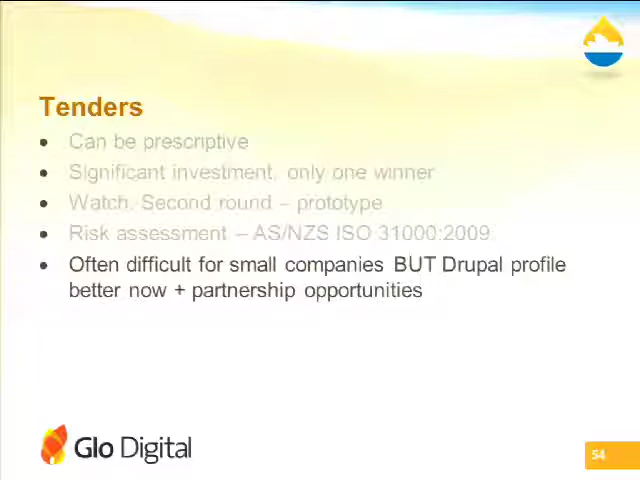 Tenders
• Can be prescriptive
• Significant investment, only one winner
• Watch. Second round – prototype
• Risk assessment – AS/NZS ISO 31000:2009
• Often difficult for small companies BUT Drupal profile
better now + partnership opportunities
Glo Digital
54